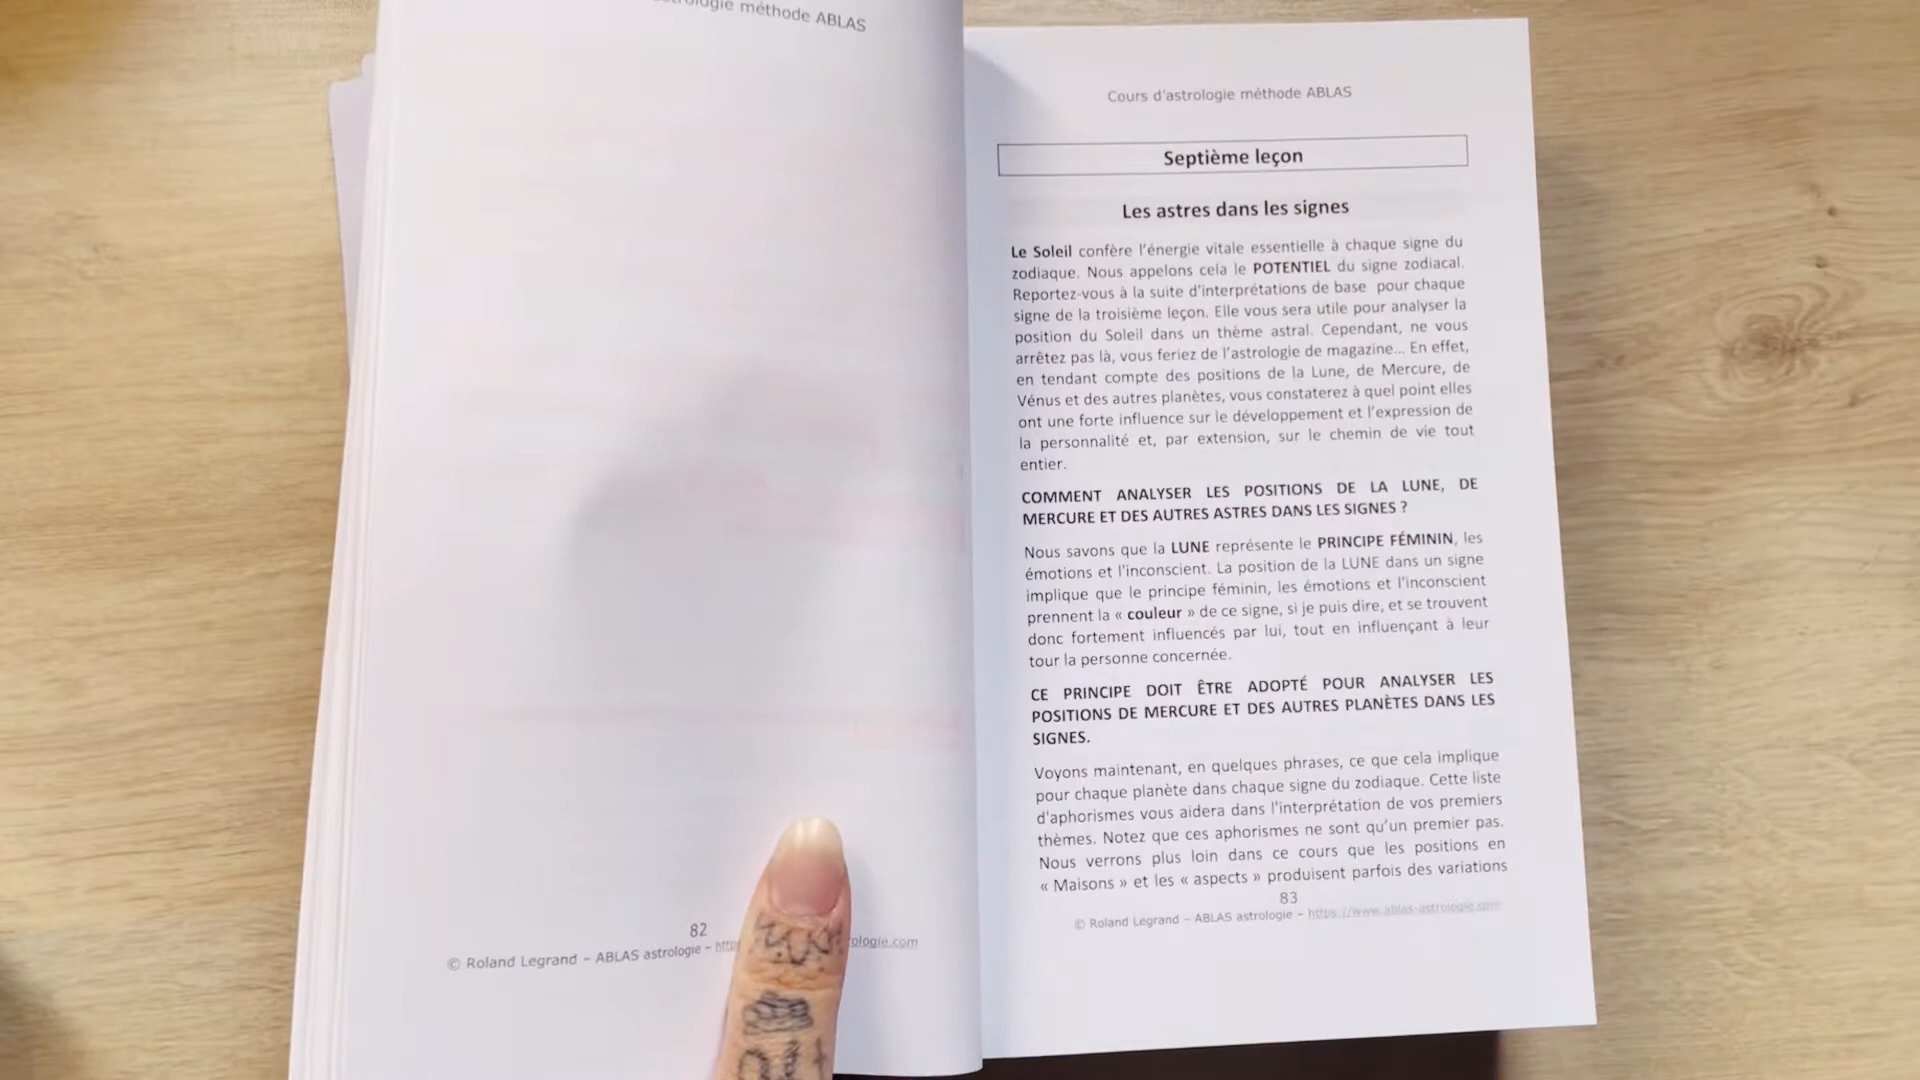 astrologie méthode ABLAS
82
© Roland Legrand – ABLAS astrologie – http ologie.com
Cours d'astrologie méthode ABLAS
Septième leçon
Les astres dans les signes
Le Soleil confère l'énergie vitale essentielle à chaque signe du
zodiaque. Nous appelons cela le POTENTIEL du signe zodiacal.
Reportez-vous à la suite d'interprétations de base pour chaque
signe de la troisième leçon. Elle vous sera utile pour analyser la
position du Soleil dans un thème astral. Cependant, ne vous
arrêtez pas là, vous feriez de l'astrologie de magazine... En effet,
en tendant compte des positions de la Lune, de Mercure, de
Vénus et des autres planètes, vous constaterez à quel point elles
ont une forte influence sur le développement et l'expression de
la personnalité et, par extension, sur le chemin de vie tout
entier.
COMMENT ANALYSER LES POSITIONS DE LA LUNE, DE
MERCURE ET DES AUTRES ASTRES DANS LES SIGNES ?
Nous savons que la LUNE représente le PRINCIPE FÉMININ, les
émotions et l'inconscient. La position de la LUNE dans un signe
implique que le principe féminin, les émotions et l'inconscient
prennent la « couleur » de ce signe, si je puis dire, et se trouvent
donc fortement influencés par lui, tout en influençant à leur
tour la personne concernée.
CE PRINCIPE DOIT ÊTRE ADOPTÉ POUR ANALYSER LES
POSITIONS DE MERCURE ET DES AUTRES PLANÈTES DANS LES
SIGNES.
Voyons maintenant, en quelques phrases, ce que cela implique
pour chaque planète dans chaque signe du zodiaque. Cette liste
d'aphorismes vous aidera dans l'interprétation de vos premiers
thèmes. Notez que ces aphorismes ne sont qu'un premier pas.
Nous verrons plus loin dans ce cours que les positions en
« Maisons » et les « aspects » produisent parfois des variations
83
© Roland Legrand – ABLAS astrologie – https://www.ablas-astrologie.com